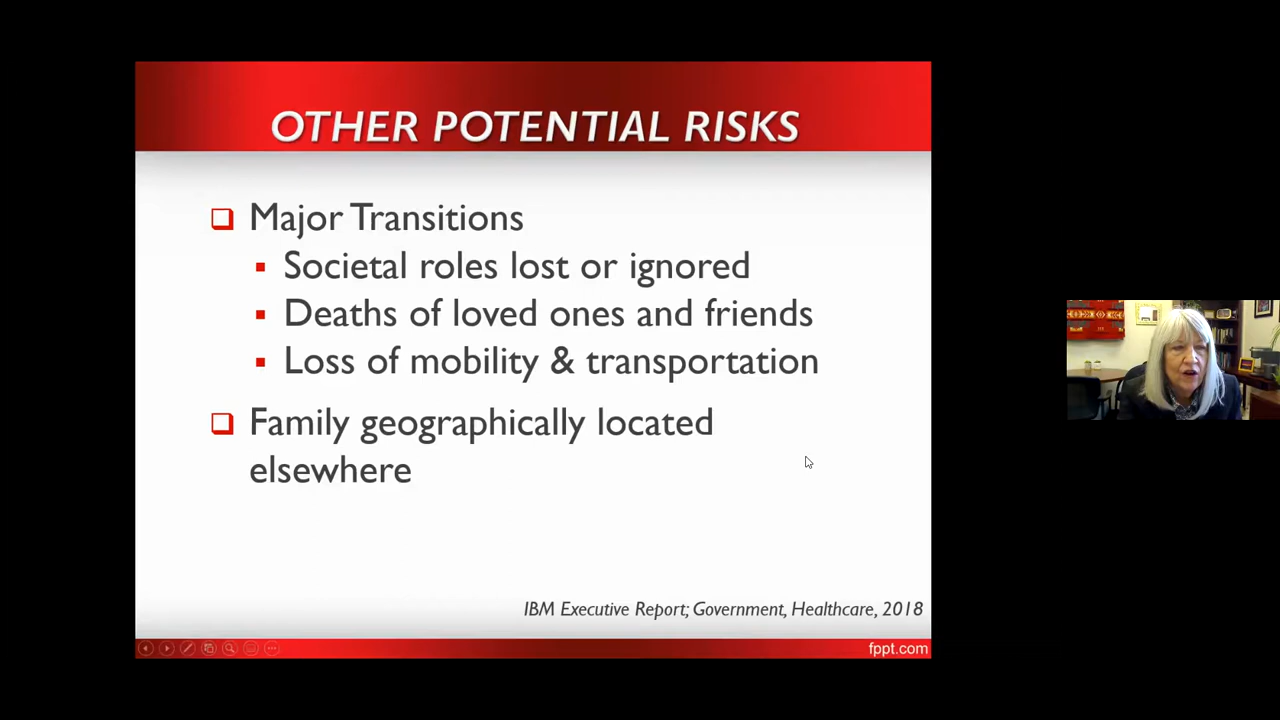 OTHER POTENTIAL RISKS
Major Transitions
Societal roles lost or ignored
Deaths of loved ones and friends
Loss of mobility & transportation
Family geographically located
elsewhere
IBM Executive Report; Government, Healthcare, 2018
fppt.com